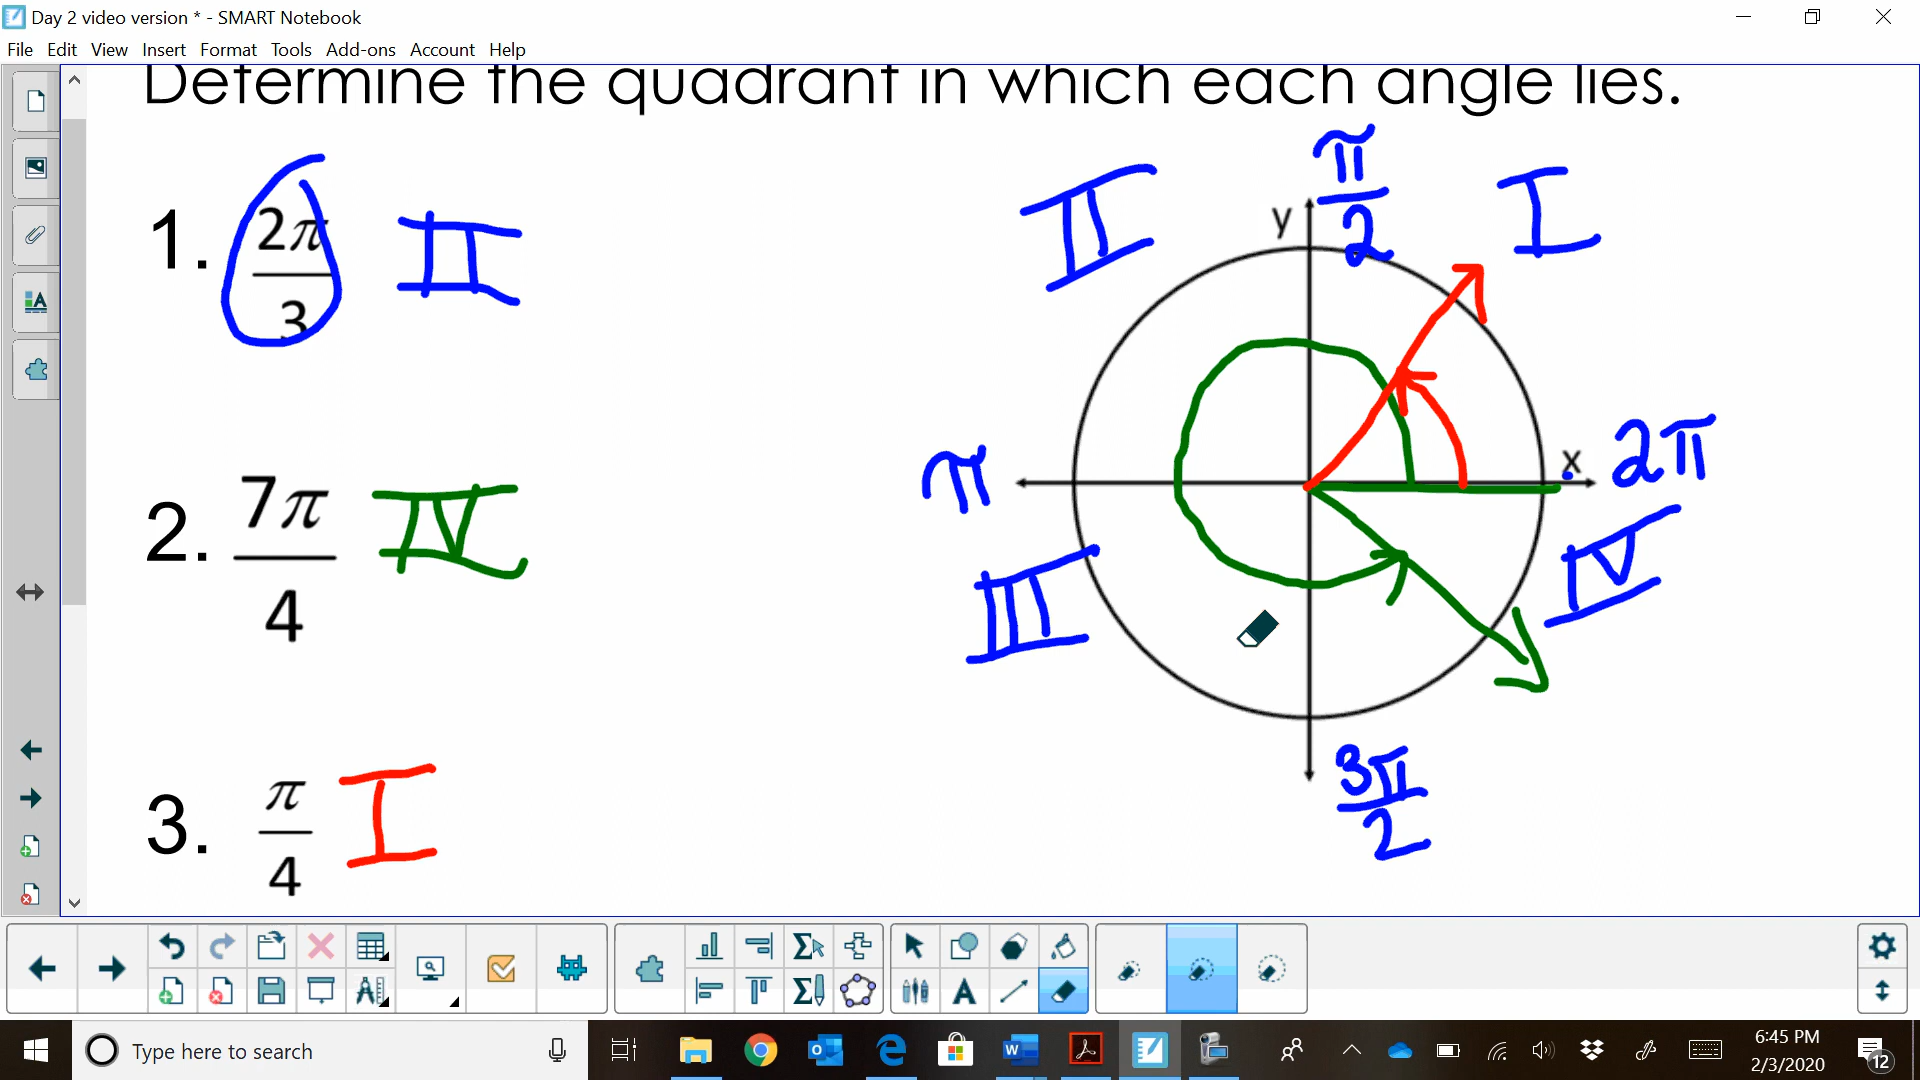 Day 2 video version * - SMART Notebook
File Edit View Insert Format Tools Add-ons Account Help
Determine the quadrant in which each angle lies.
1. 2π/3 II
2. 7π/4 IV
3. π/4 I
II
π/2
I
y
π
x
2π
III
IV
3π/2
Type here to search
6:45 PM
2/3/2020
12